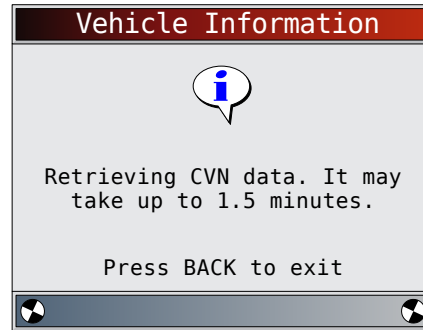 Vehicle Information
i
Retrieving CVN data. It may
take up to 1.5 minutes.
Press BACK to exit